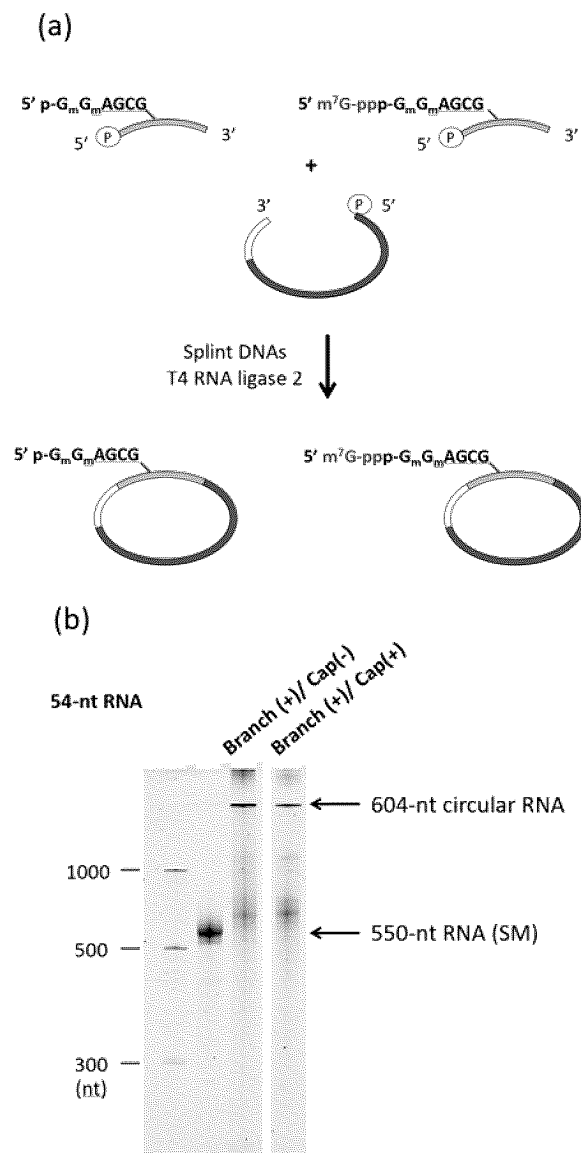 (a)
5’ p-GmGmAGCG
5’ m⁷G-ppp-GmGmAGCG
5’ P 3’
5’ P 3’
+
3’ P 5’
Splint DNAs
T4 RNA ligase 2
5’ p-GmGmAGCG
5’ m⁷G-ppp-GmGmAGCG
(b)
54-nt RNA
Branch (+)/ Cap(-)
Branch (+)/ Cap(+)
604-nt circular RNA
1000
550-nt RNA (SM)
500
300
(nt)